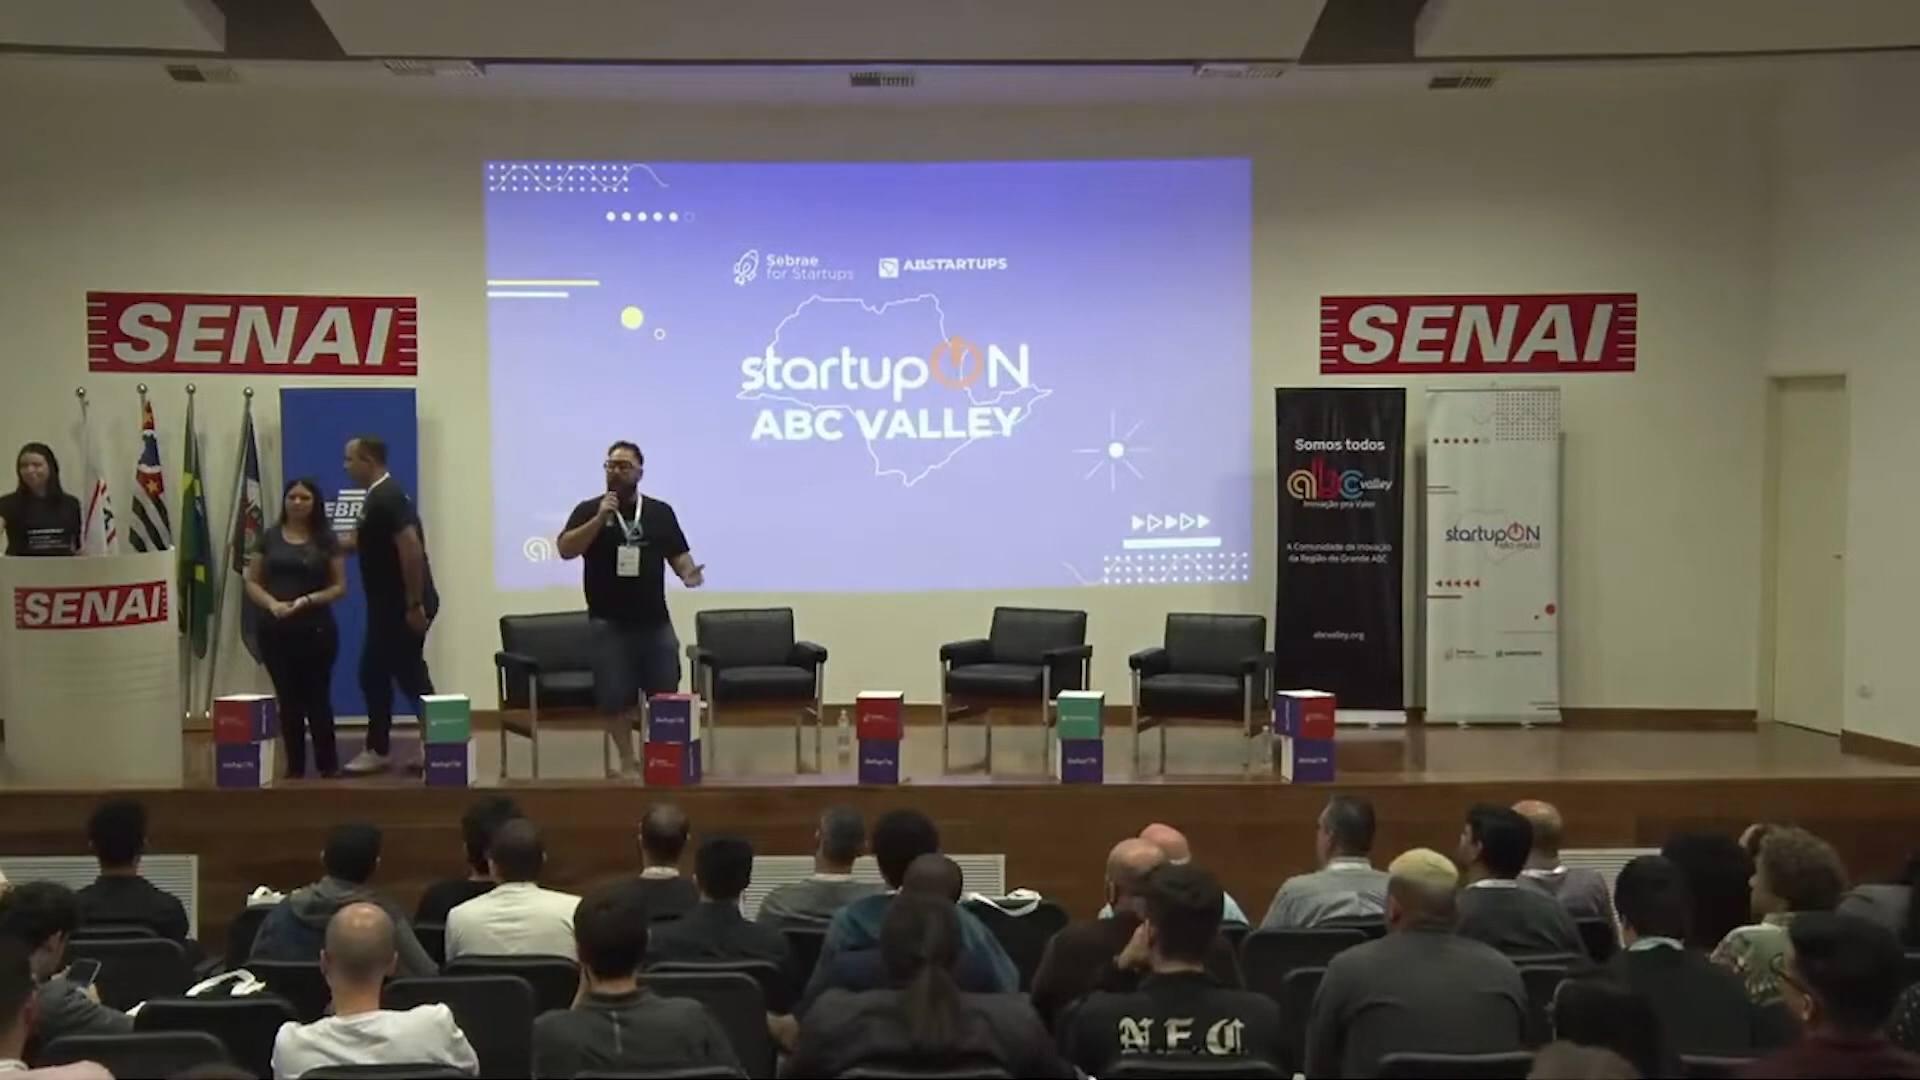 Sebrae
for Startups
ABSTARTUPS
startupON
ABC VALLEY
SENAI
SENAI
SENAI
EBR
Somos todos
abc valley
Inovação pra Valer
A Comunidade de Inovação
da Região do Grande ABC
abcvalley.org
startupON
N.F.C